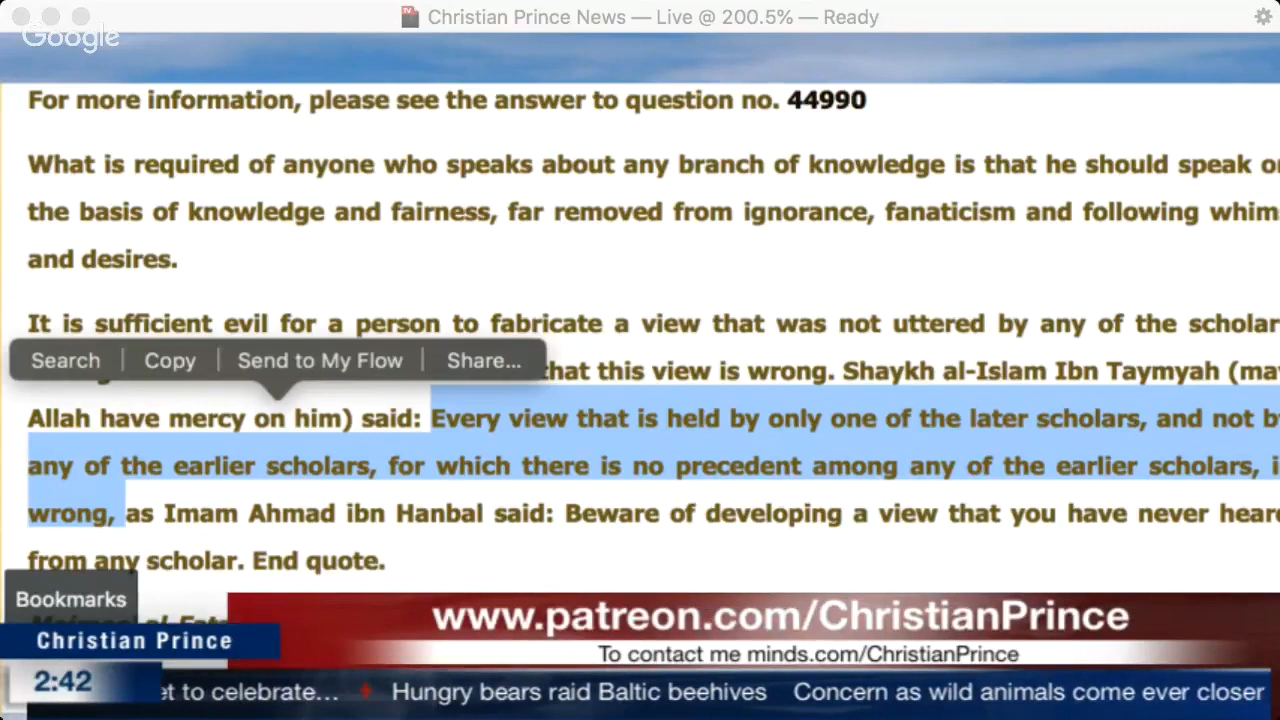 Christian Prince News — Live @ 200.5% — Ready
Google
For more information, please see the answer to question no. 44990
What is required of anyone who speaks about any branch of knowledge is that he should speak
the basis of knowledge and fairness, far removed from ignorance, fanaticism and following whim
and desires.
It is sufficient evil for a person to fabricate a view that was not uttered by any of the scholar
Search Copy Send to My Flow Share...
that this view is wrong. Shaykh al-Islam Ibn Taymyah (may
Allah have mercy on him) said: Every view that is held by only one of the later scholars, and not
any of the earlier scholars, for which there is no precedent among any of the earlier scholars,
wrong, as Imam Ahmad ibn Hanbal said: Beware of developing a view that you have never hear
from any scholar. End quote.
Bookmarks
www.patreon.com/ChristianPrince
Christian Prince
To contact me minds.com/ChristianPrince
2:42
et to celebrate... Hungry bears raid Baltic beehives Concern as wild animals come ever closer